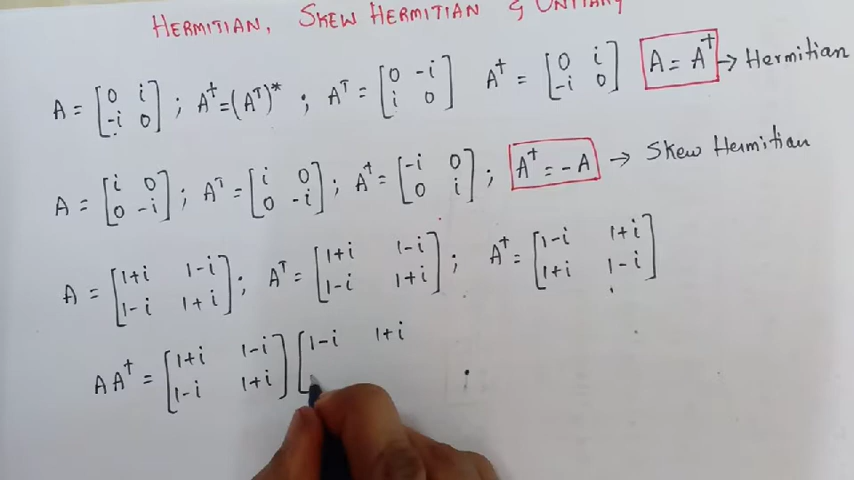 HERMITIAN, SKEW HERMITIAN & UNITARY
A = [0 i; -i 0] ; A† = (Aᵀ)* ; Aᵀ = [0 -i; i 0] A† = [0 i; -i 0] A = A† → Hermitian
A = [i 0; 0 -i] ; Aᵀ = [i 0; 0 -i] ; A† = [-i 0; 0 i] ; A† = -A → Skew Hermitian
A = [1+i 1-i; 1-i 1+i] ; Aᵀ = [1+i 1-i; 1-i 1+i] ; A† = [1-i 1+i; 1+i 1-i]
AA† = [1+i 1-i; 1-i 1+i] [1-i 1+i